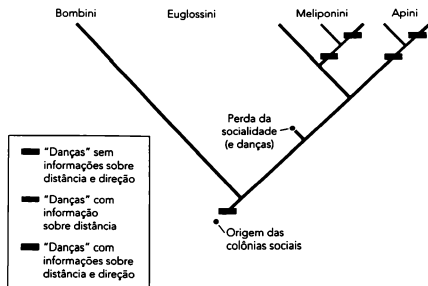 Bombini Euglossini Meliponini Apini
Perda da
socialidade
(e danças)
"Danças" sem
informações sobre
distância e direção
"Danças" com
informação
sobre distância
"Danças" com
informações sobre
distância e direção
Origem das
colônias sociais